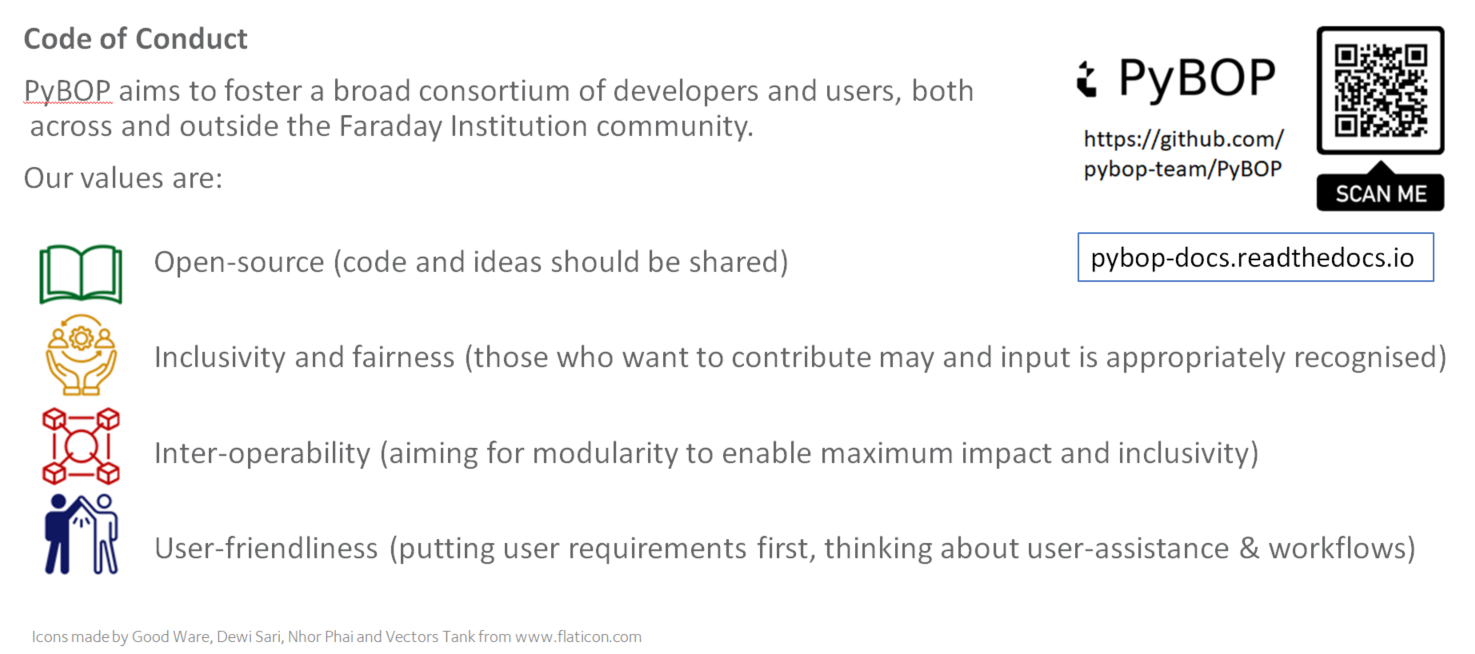 Code of Conduct
PyBOP aims to foster a broad consortium of developers and users, both
across and outside the Faraday Institution community.
Our values are:
Open-source (code and ideas should be shared)
Inclusivity and fairness (those who want to contribute may and input is appropriately recognised)
Inter-operability (aiming for modularity to enable maximum impact and inclusivity)
User-friendliness (putting user requirements first, thinking about user-assistance & workflows)
PyBOP
https://github.com/
pybop-team/PyBOP
SCAN ME
pybop-docs.readthedocs.io
Icons made by Good Ware, Dewi Sari, Nhor Phai and Vectors Tank from www.flaticon.com